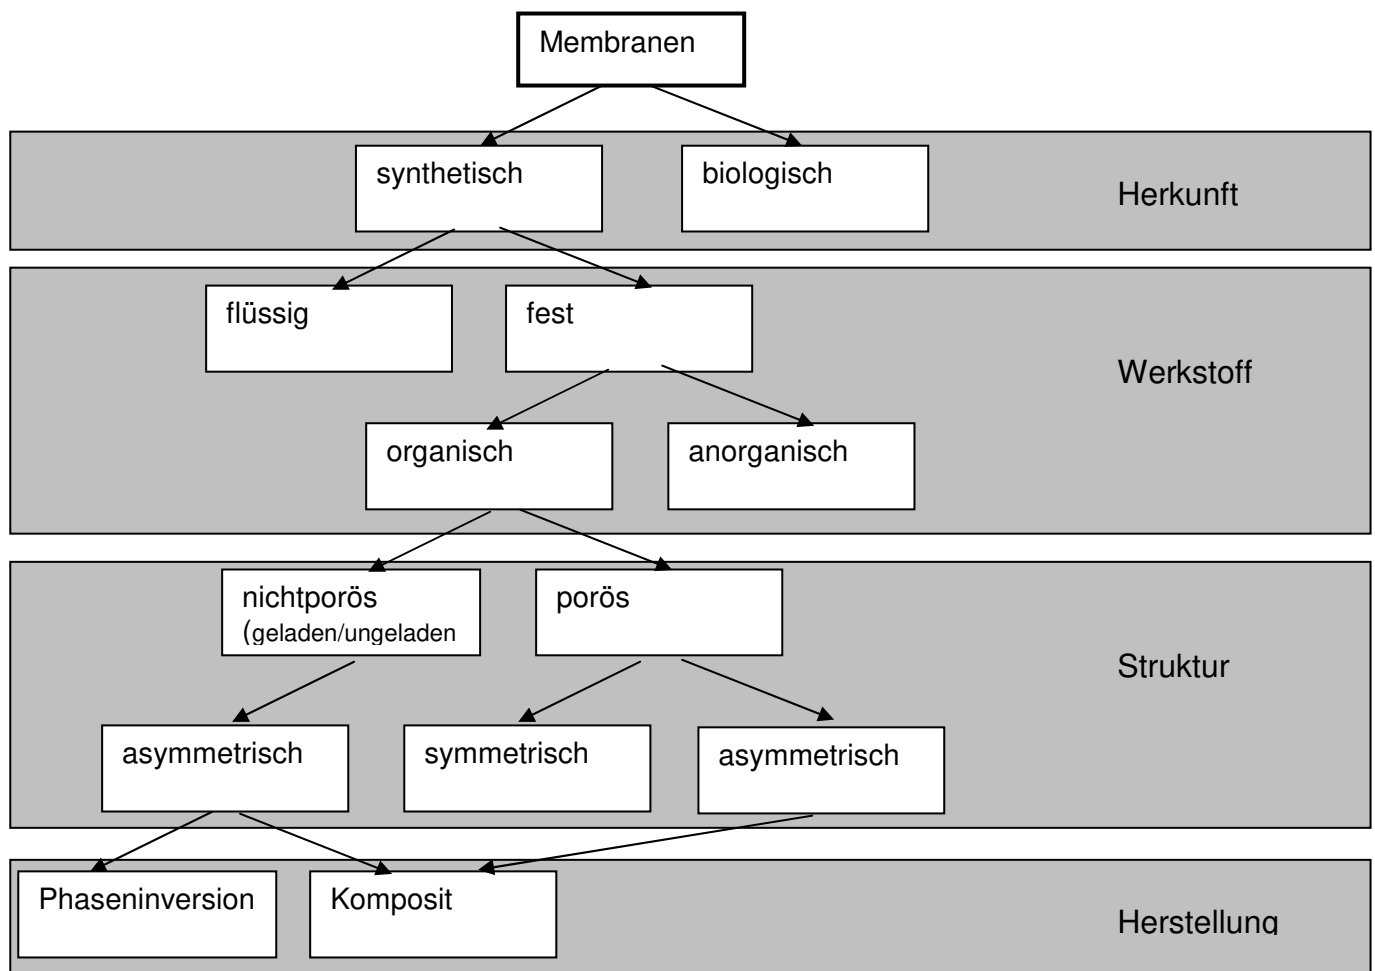 Membranen
synthetisch
biologisch
Herkunft
flüssig
fest
Werkstoff
organisch
anorganisch
nichtporös
(geladen/ungeladen
porös
Struktur
asymmetrisch
symmetrisch
asymmetrisch
Phaseninversion
Komposit
Herstellung